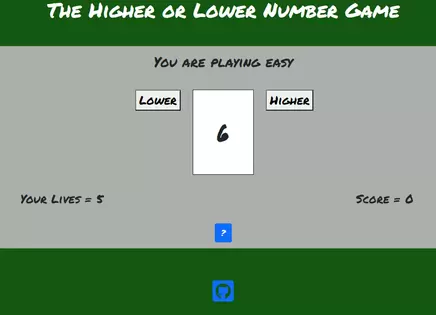 The Higher or Lower Number Game
You are playing easy
Lower
6
Higher
Your Lives = 5
Score = 0
?